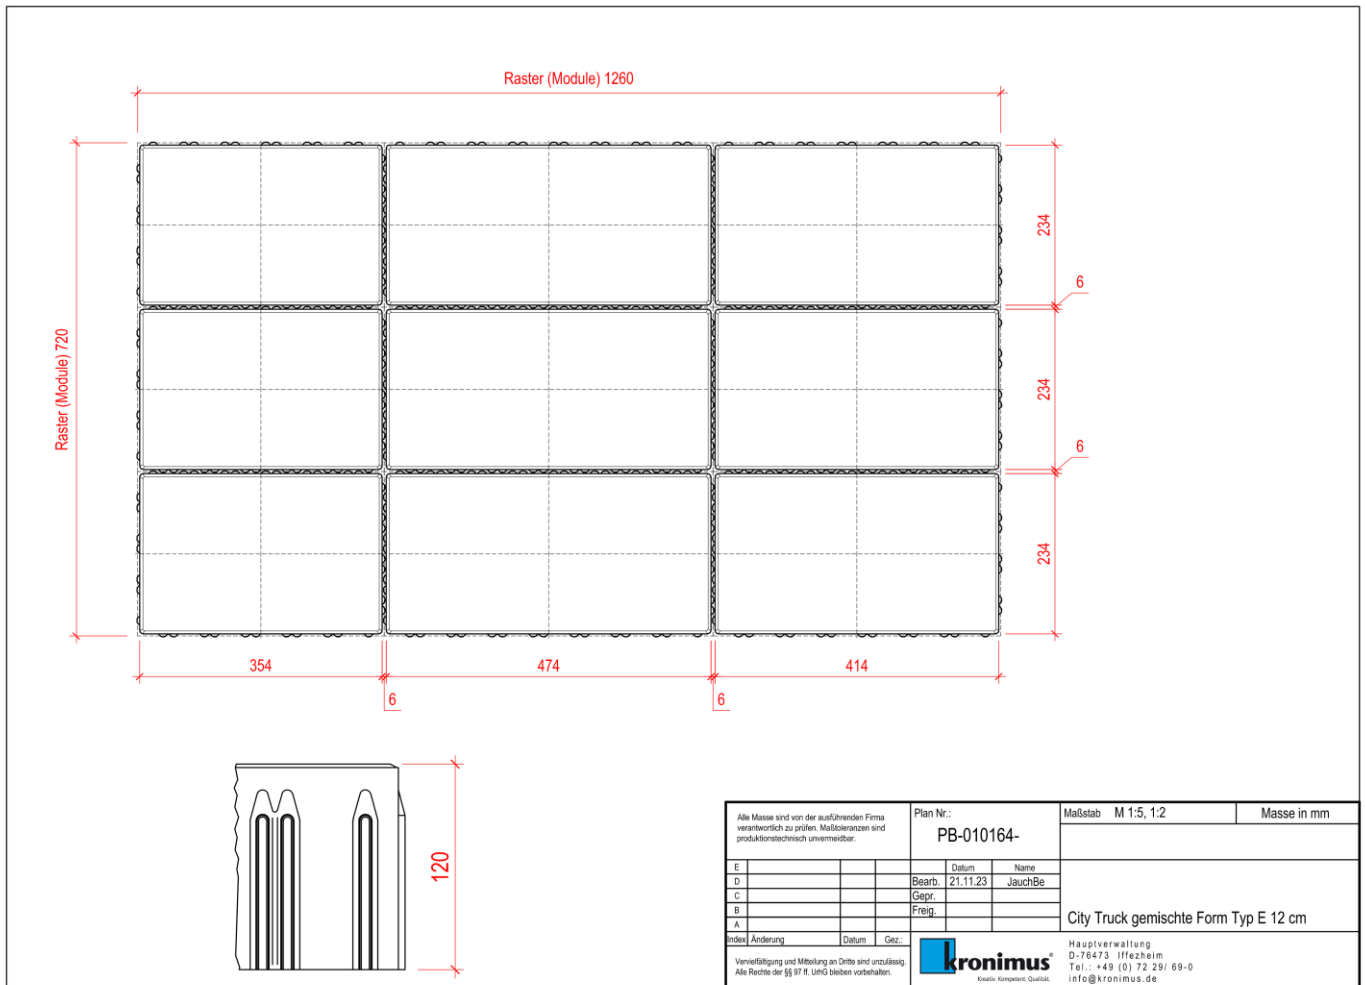 Raster (Module) 1260
Raster (Module) 720
234
6
234
6
234
354
474
414
6
6
120
Alle Masse sind von der ausführenden Firma
verantwortlich zu prüfen. Maßtoleranzen sind
produktionstechnisch unvermeidbar.
Plan Nr.:
PB-010164-
Maßstab M 1:5, 1:2
Masse in mm
E
D
C
B
A
Index Änderung Datum Gez.:
Datum Name
Bearb. 21.11.23 JauchBe
Gepr.
Freig.
City Truck gemischte Form Typ E 12 cm
Vervielfältigung und Mitteilung an Dritte sind unzulässig.
Alle Rechte der §§ 97 ff. UrhG bleiben vorbehalten.
kronimus®
Kreativ. Kompetent. Qualität.
Hauptverwaltung
D-76473 Iffezheim
Tel.: +49 (0) 72 29/ 69-0
info@kronimus.de